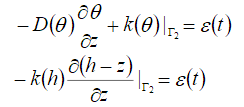 −D(θ) ∂θ/∂z + k(θ)|_{Γ₂} = ε(t)
−k(h) ∂(h−z)/∂z |_{Γ₂} = ε(t)